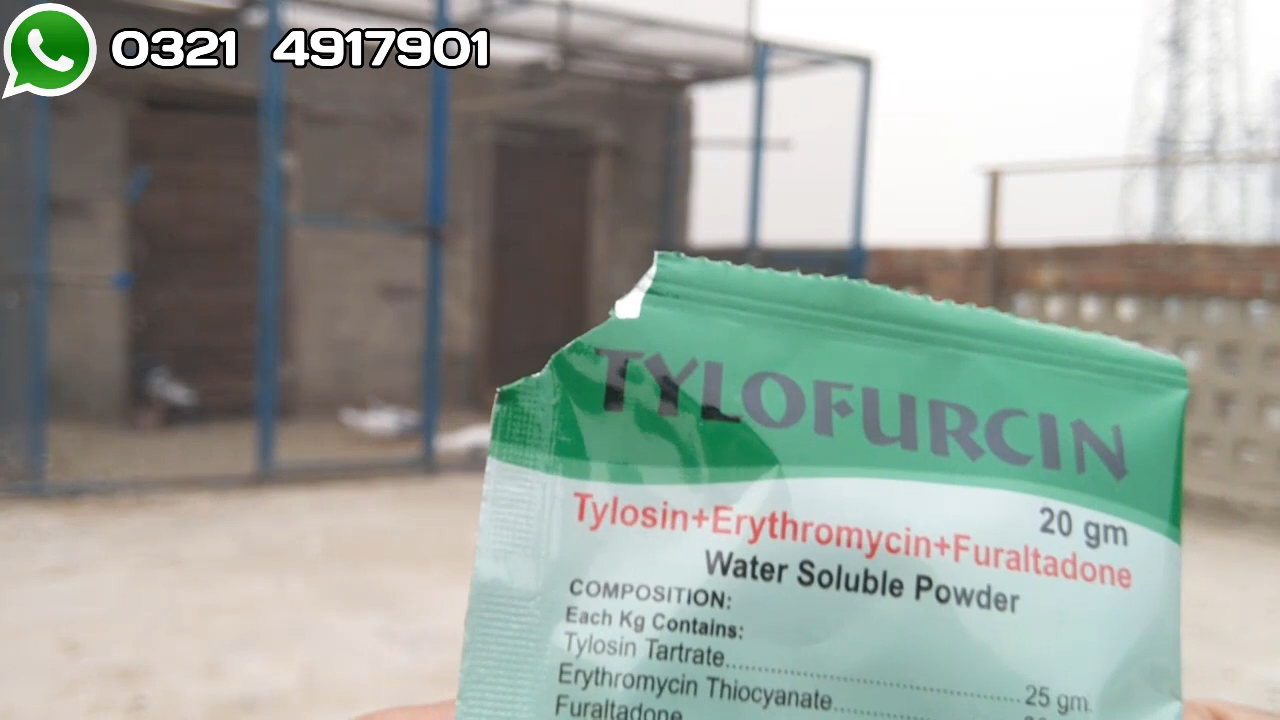 0321 4917901
TYLOFURCIN
20 gm
Tylosin+Erythromycin+Furaltadone
Water Soluble Powder
COMPOSITION:
Each Kg Contains:
Tylosin Tartrate........................................25 gm
Erythromycin Thiocyanate..................
Furaltadone